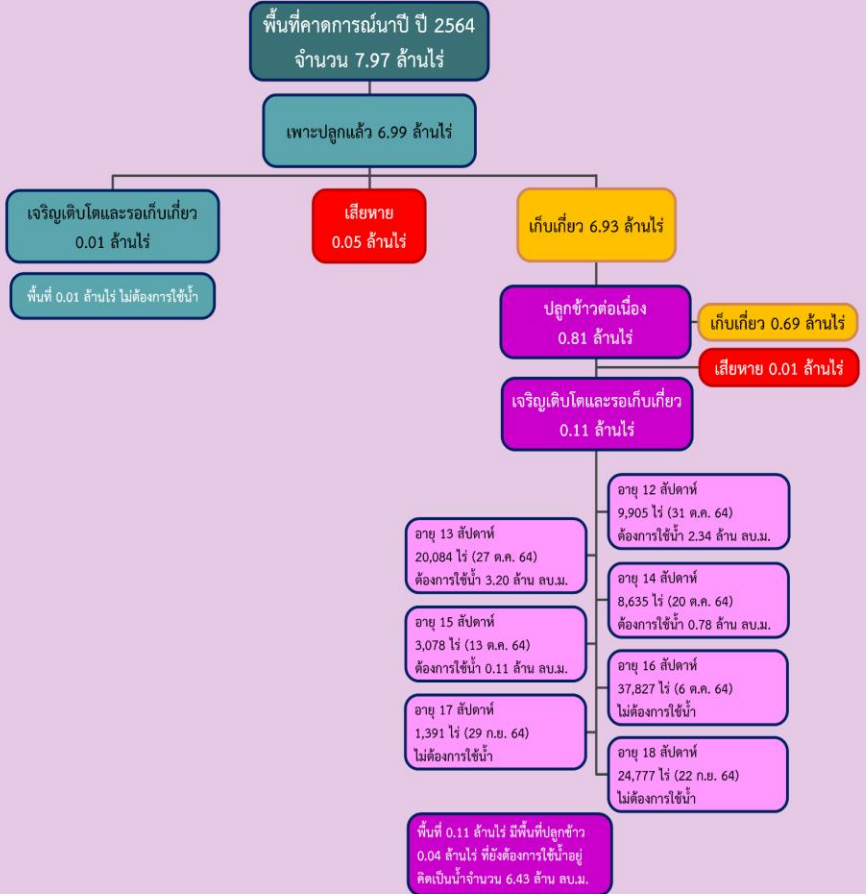 พื้นที่คาดการณ์นาปี ปี 2564
จำนวน 7.97 ล้านไร่
เพาะปลูกแล้ว 6.99 ล้านไร่
เจริญเติบโตและรอเก็บเกี่ยว
0.01 ล้านไร่
เสียหาย
0.05 ล้านไร่
เก็บเกี่ยว 6.93 ล้านไร่
พื้นที่ 0.01 ล้านไร่ ไม่ต้องการใช้น้ำ
ปลูกข้าวต่อเนื่อง
0.81 ล้านไร่
เก็บเกี่ยว 0.69 ล้านไร่
เสียหาย 0.01 ล้านไร่
เจริญเติบโตและรอเก็บเกี่ยว
0.11 ล้านไร่
อายุ 12 สัปดาห์
9,905 ไร่ (31 ต.ค. 64)
ต้องการใช้น้ำ 2.34 ล้าน ลบ.ม.
อายุ 13 สัปดาห์
20,084 ไร่ (27 ต.ค. 64)
ต้องการใช้น้ำ 3.20 ล้าน ลบ.ม.
อายุ 14 สัปดาห์
8,635 ไร่ (20 ต.ค. 64)
ต้องการใช้น้ำ 0.78 ล้าน ลบ.ม.
อายุ 15 สัปดาห์
3,078 ไร่ (13 ต.ค. 64)
ต้องการใช้น้ำ 0.11 ล้าน ลบ.ม.
อายุ 16 สัปดาห์
37,827 ไร่ (6 ต.ค. 64)
ไม่ต้องการใช้น้ำ
อายุ 17 สัปดาห์
1,391 ไร่ (29 ก.ย. 64)
ไม่ต้องการใช้น้ำ
อายุ 18 สัปดาห์
24,777 ไร่ (22 ก.ย. 64)
ไม่ต้องการใช้น้ำ
พื้นที่ 0.11 ล้านไร่ มีพื้นที่ปลูกข้าว
0.04 ล้านไร่ ที่ยังต้องการใช้น้ำอยู่
คิดเป็นน้ำจำนวน 6.43 ล้าน ลบ.ม.